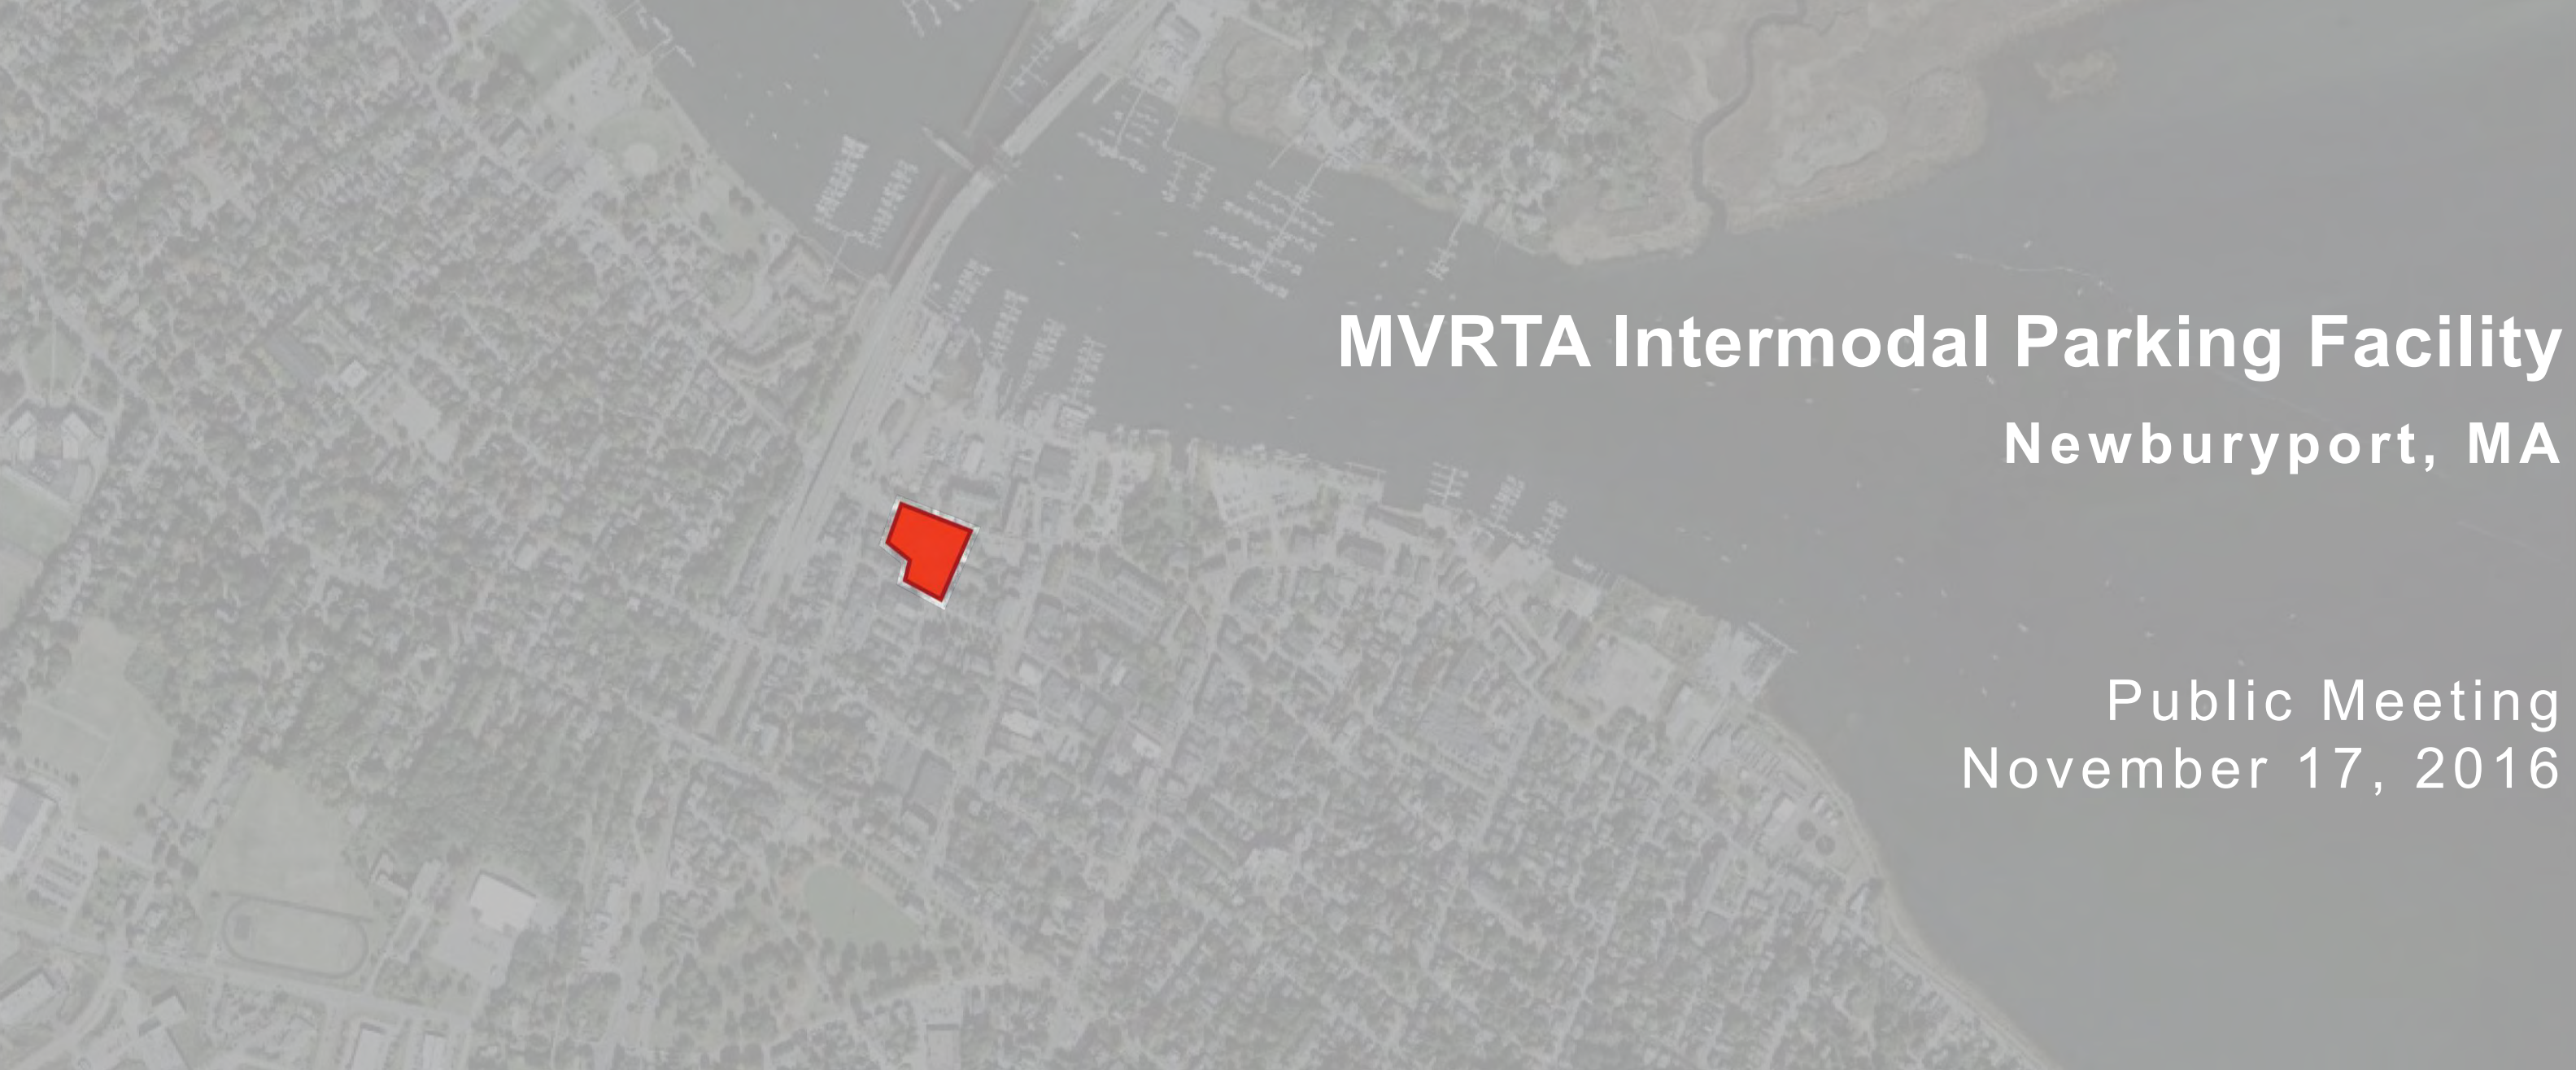 MVRTA Intermodal Parking Facility
Newburyport, MA
Public Meeting
November 17, 2016